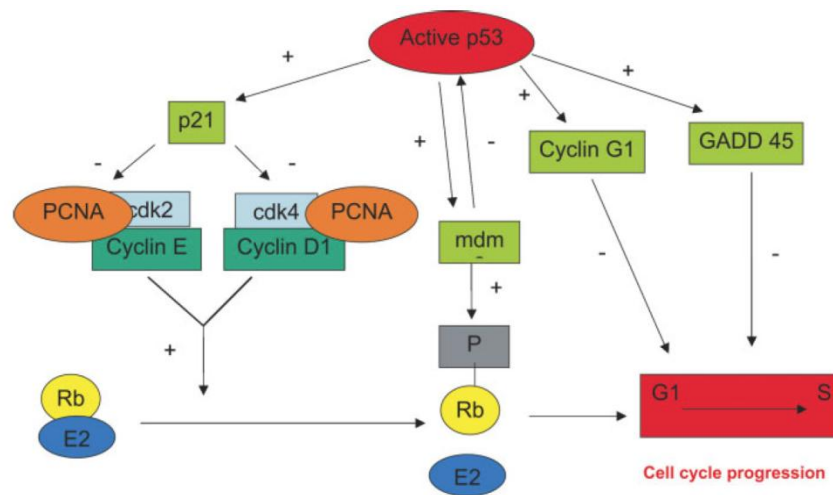 Active p53
+
+
+
+
-
p21
Cyclin G1
GADD 45
-
-
PCNA
cdk2
cdk4
PCNA
Cyclin E
Cyclin D1
mdm
-
+
-
-
+
P
Rb
E2
Rb
E2
G1
S
Cell cycle progression